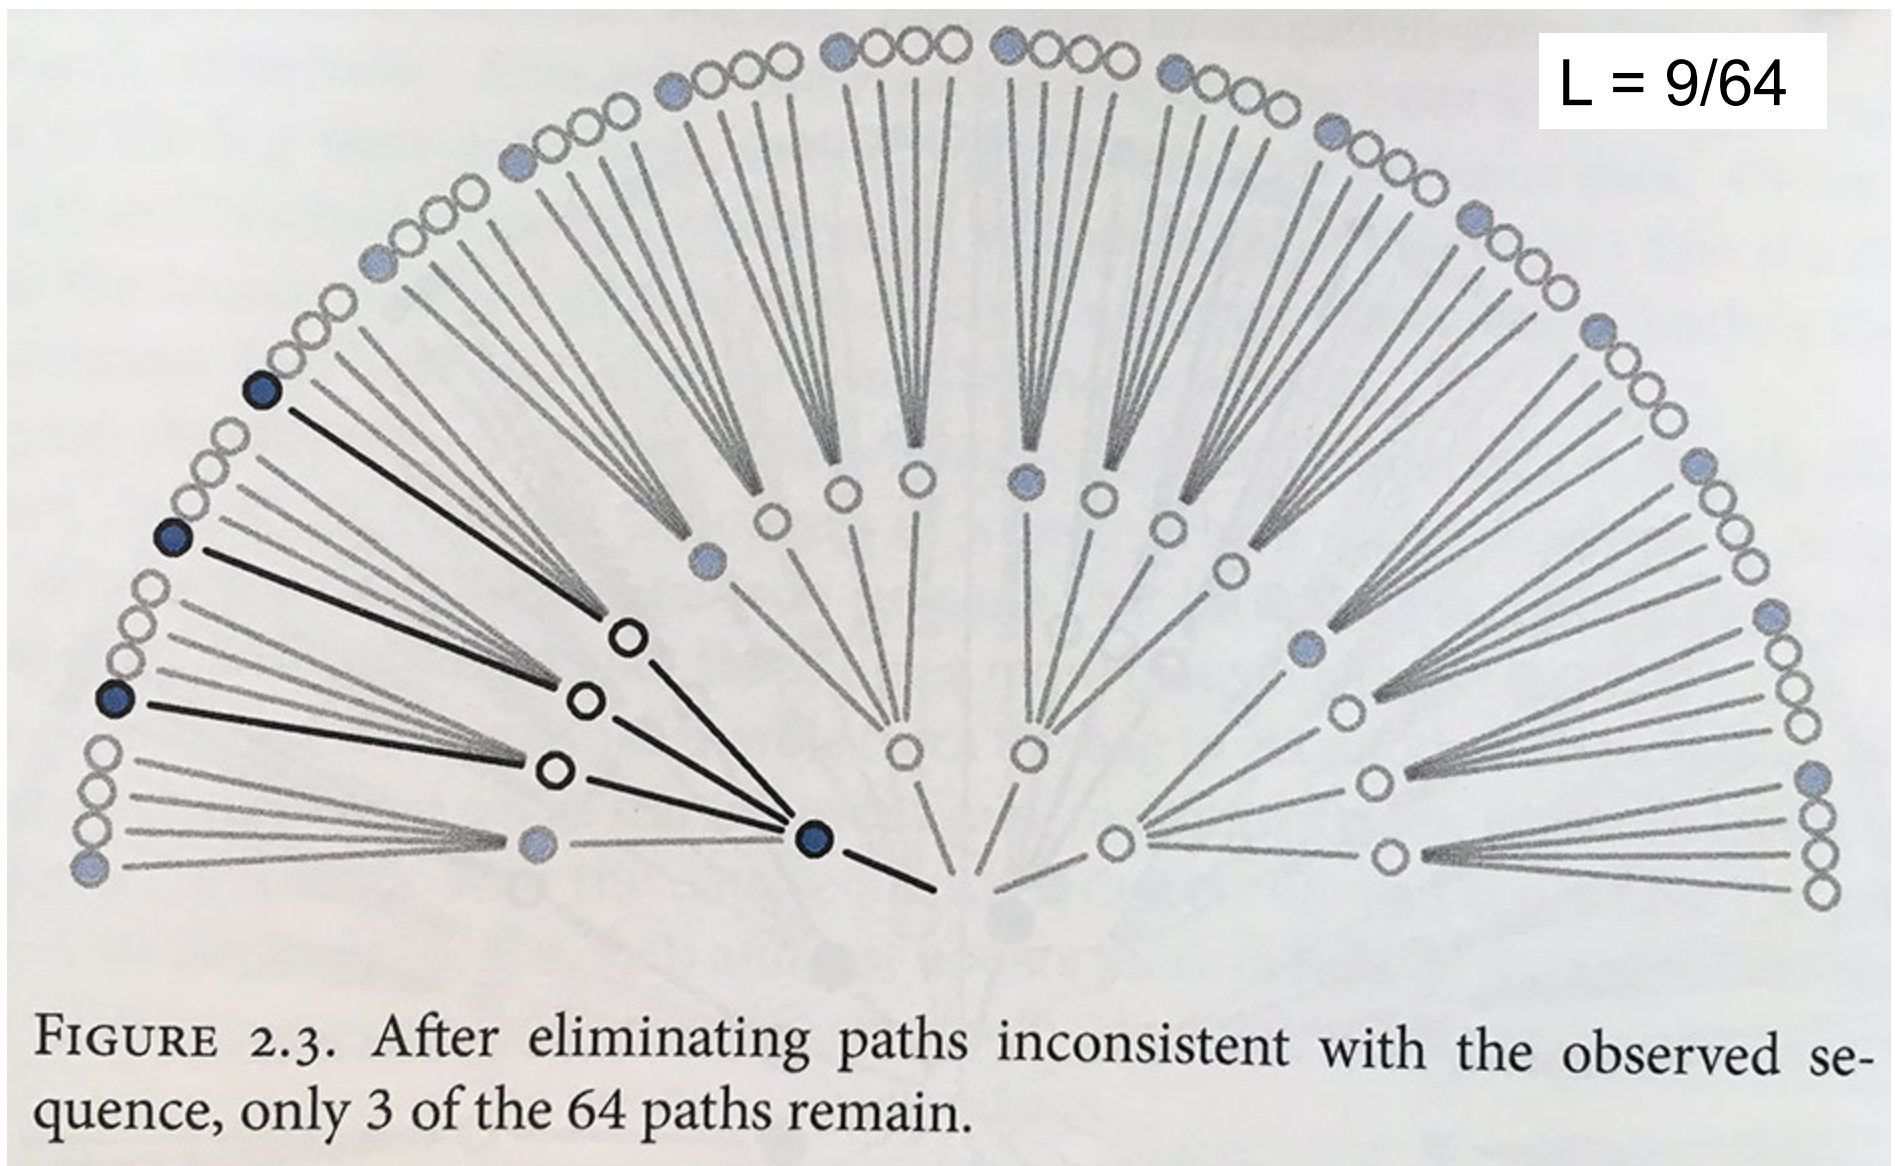 L = 9/64
FIGURE 2.3. After eliminating paths inconsistent with the observed se-
quence, only 3 of the 64 paths remain.